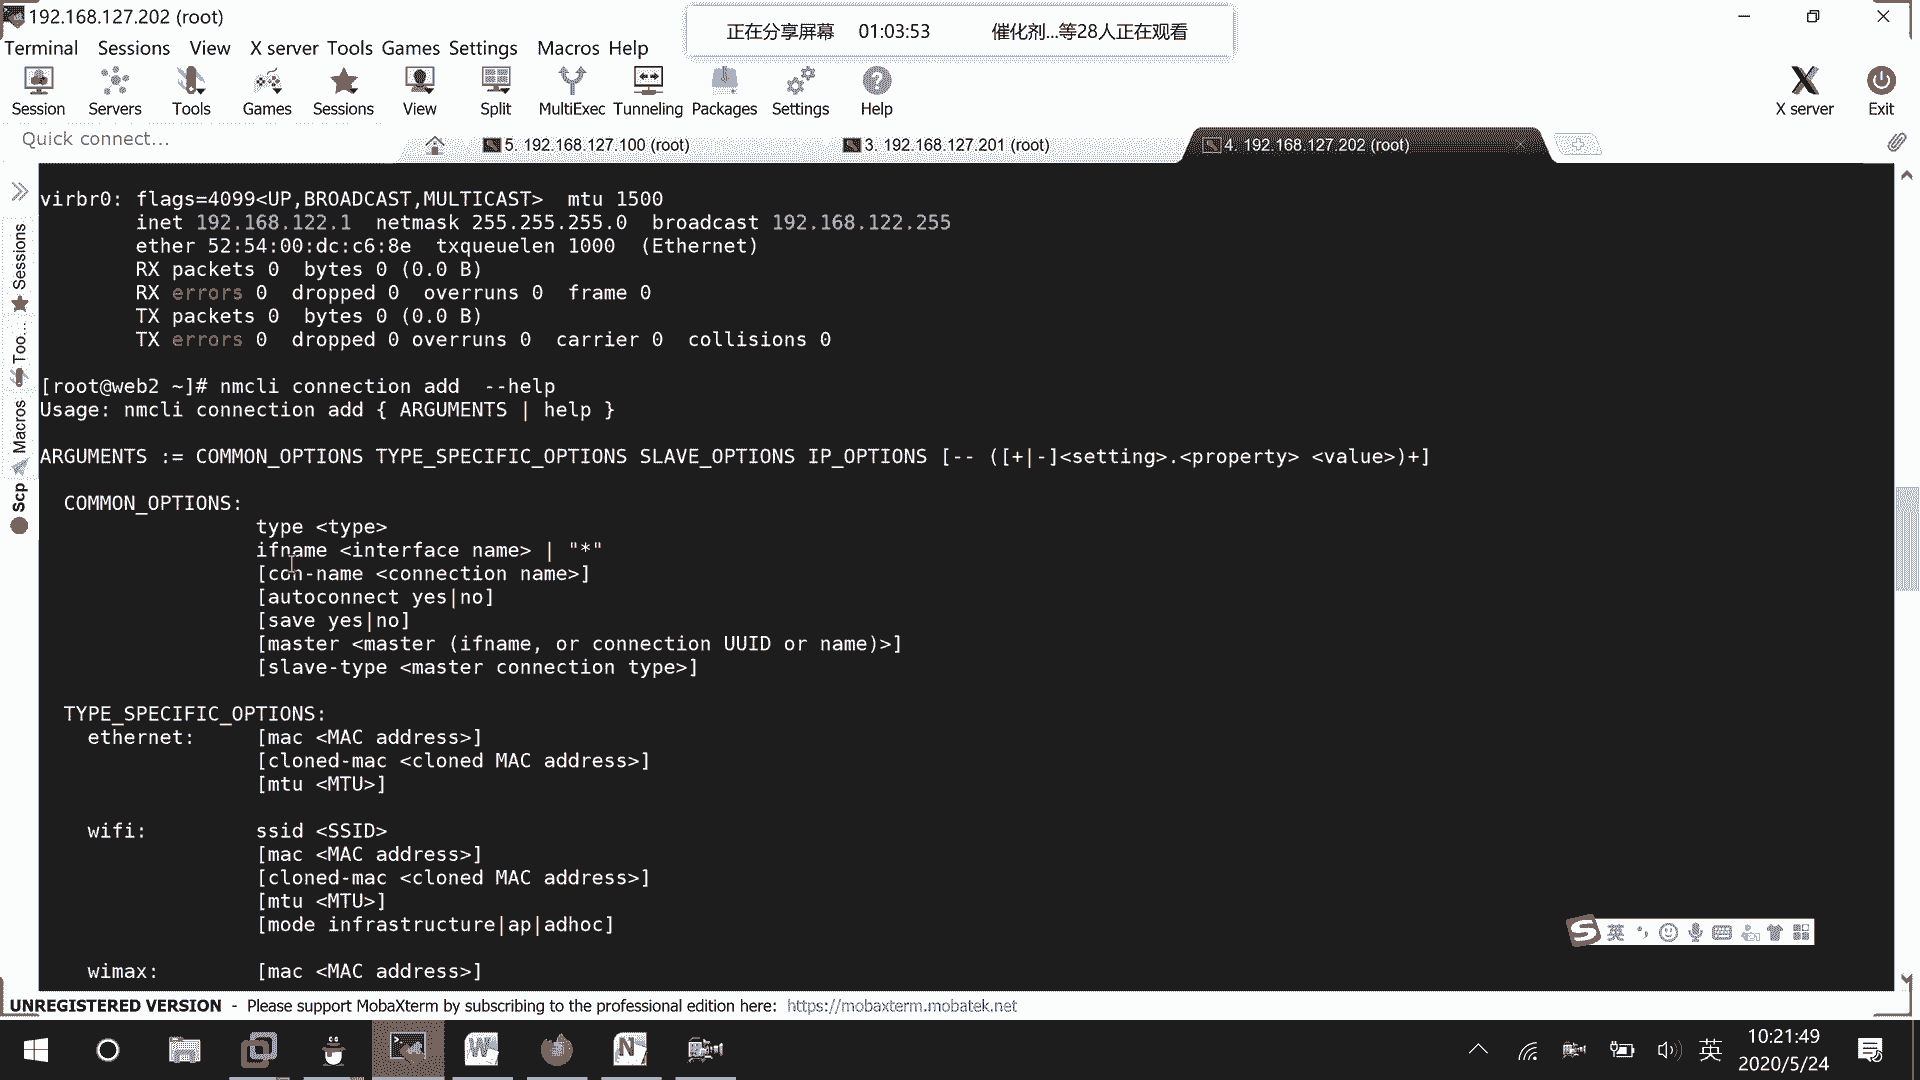 192.168.127.202 (root)
正在分享屏幕 01:03:53 催化剂...等28人正在观看
Terminal Sessions View X server Tools Games Settings Macros Help
Session Servers Tools Games Sessions View Split MultiExec Tunneling Packages Settings Help X server Exit
Quick connect...
5. 192.168.127.100 (root)
3. 192.168.127.201 (root)
4. 192.168.127.202 (root)
Sessions
Too...
Macros
Scp
virbr0: flags=4099<UP,BROADCAST,MULTICAST>  mtu 1500
inet 192.168.122.1  netmask 255.255.255.0  broadcast 192.168.122.255
ether 52:54:00:dc:c6:8e  txqueuelen 1000  (Ethernet)
RX packets 0  bytes 0 (0.0 B)
RX errors 0  dropped 0  overruns 0  frame 0
TX packets 0  bytes 0 (0.0 B)
TX errors 0  dropped 0 overruns 0  carrier 0  collisions 0
[root@web2 ~]# nmcli connection add  --help
Usage: nmcli connection add { ARGUMENTS | help }
ARGUMENTS := COMMON_OPTIONS TYPE_SPECIFIC_OPTIONS SLAVE_OPTIONS IP_OPTIONS [-- ([+|-]<setting>.<property> <value>)+]
COMMON_OPTIONS:
type <type>
ifname <interface name> | "*"
[con-name <connection name>]
[autoconnect yes|no]
[save yes|no]
[master <master (ifname, or connection UUID or name)>]
[slave-type <master connection type>]
TYPE_SPECIFIC_OPTIONS:
ethernet: [mac <MAC address>]
[cloned-mac <cloned MAC address>]
[mtu <MTU>]
wifi: ssid <SSID>
[mac <MAC address>]
[cloned-mac <cloned MAC address>]
[mtu <MTU>]
[mode infrastructure|ap|adhoc]
wimax: [mac <MAC address>]
英
UNREGISTERED VERSION - Please support MobaXterm by subscribing to the professional edition here: https://mobaxterm.mobatek.net
英
10:21:49
2020/5/24